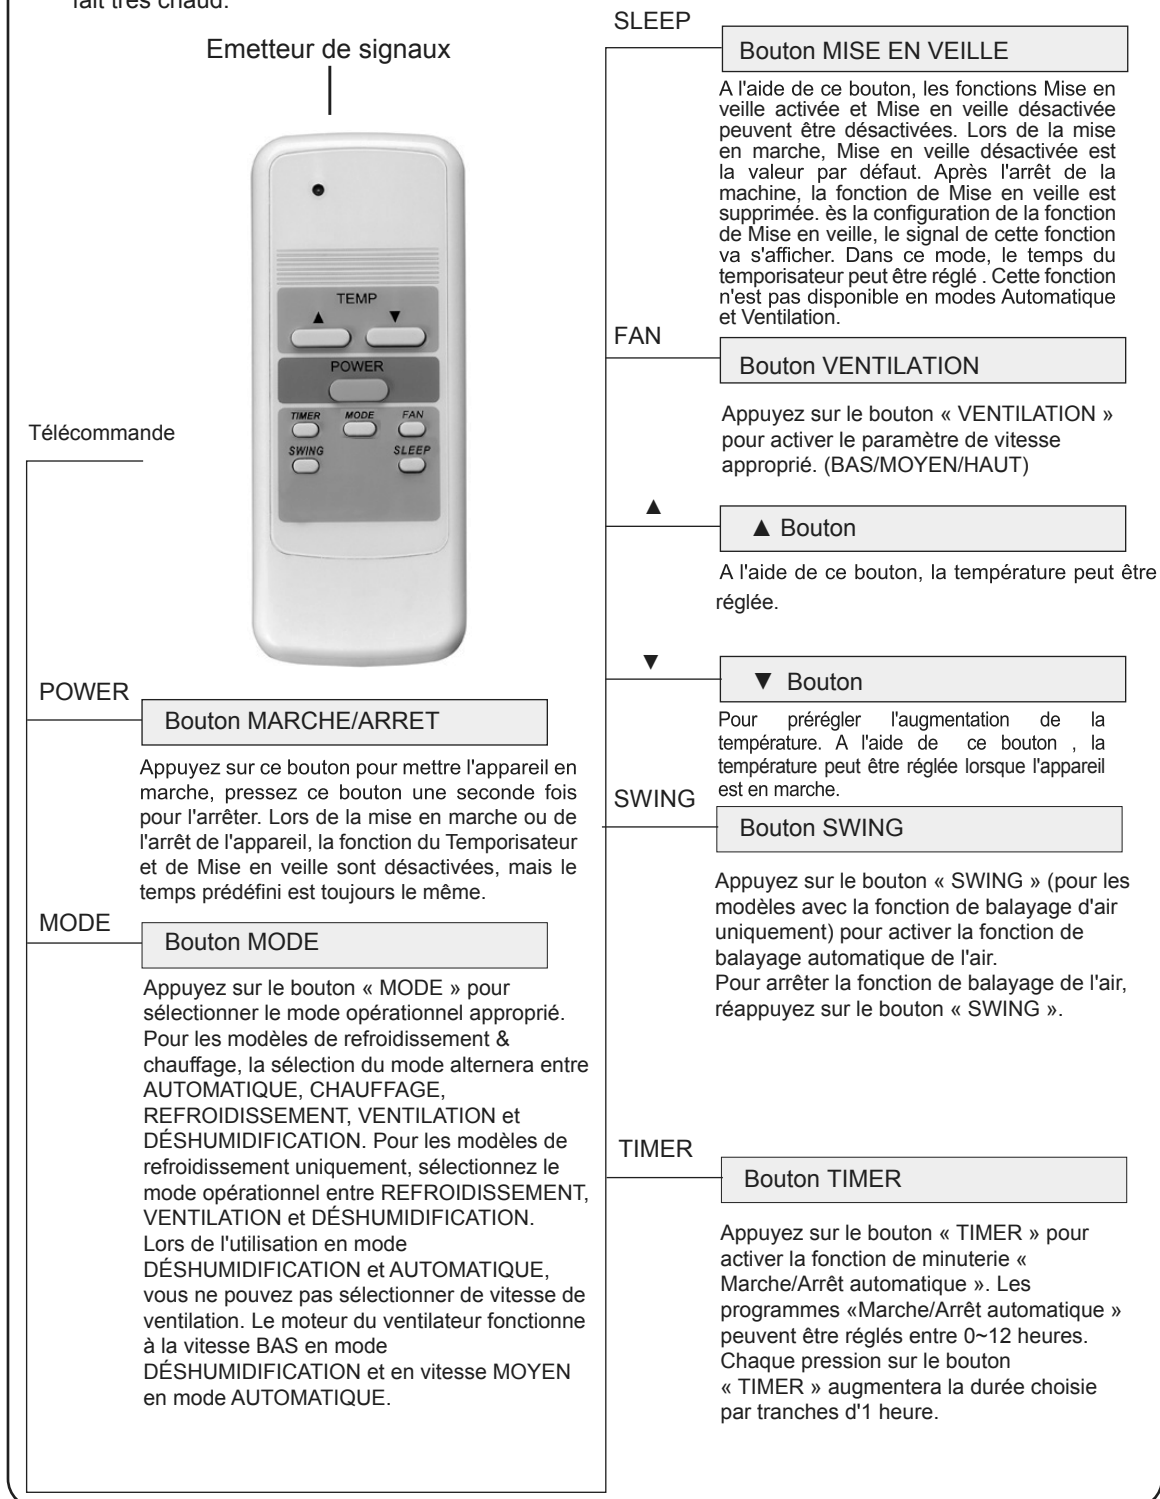 fait très chaud.
Emetteur de signaux
TEMP
▲ ▼
POWER
TIMER MODE FAN
SWING SLEEP
Télécommande
POWER
Bouton MARCHE/ARRET
Appuyez sur ce bouton pour mettre l'appareil en
marche, pressez ce bouton une seconde fois
pour l'arrêter. Lors de la mise en marche ou de
l'arrêt de l'appareil, la fonction du Temporisateur
et de Mise en veille sont désactivées, mais le
temps prédéfini est toujours le même.
MODE
Bouton MODE
Appuyez sur le bouton « MODE » pour
sélectionner le mode opérationnel approprié.
Pour les modèles de refroidissement &
chauffage, la sélection du mode alternera entre
AUTOMATIQUE, CHAUFFAGE,
REFROIDISSEMENT, VENTILATION et
DÉSHUMIDIFICATION. Pour les modèles de
refroidissement uniquement, sélectionnez le
mode opérationnel entre REFROIDISSEMENT,
VENTILATION et DÉSHUMIDIFICATION.
Lors de l'utilisation en mode
DÉSHUMIDIFICATION et AUTOMATIQUE,
vous ne pouvez pas sélectionner de vitesse de
ventilation. Le moteur du ventilateur fonctionne
à la vitesse BAS en mode
DÉSHUMIDIFICATION et en vitesse MOYEN
en mode AUTOMATIQUE.
SLEEP
Bouton MISE EN VEILLE
A l'aide de ce bouton, les fonctions Mise en
veille activée et Mise en veille désactivée
peuvent être désactivées. Lors de la mise
en marche, Mise en veille désactivée est
la valeur par défaut. Après l'arrêt de la
machine, la fonction de Mise en veille est
supprimée. ès la configuration de la fonction
de Mise en veille, le signal de cette fonction
va s'afficher. Dans ce mode, le temps du
temporisateur peut être réglé . Cette fonction
n'est pas disponible en modes Automatique
et Ventilation.
FAN
Bouton VENTILATION
Appuyez sur le bouton « VENTILATION »
pour activer le paramètre de vitesse
approprié. (BAS/MOYEN/HAUT)
▲
▲ Bouton
A l'aide de ce bouton, la température peut être
réglée.
▼
▼ Bouton
Pour prérégler l'augmentation de la
température. A l'aide de ce bouton , la
température peut être réglée lorsque l'appareil
est en marche.
SWING
Bouton SWING
Appuyez sur le bouton « SWING » (pour les
modèles avec la fonction de balayage d'air
uniquement) pour activer la fonction de
balayage automatique de l'air.
Pour arrêter la fonction de balayage de l'air,
réappuyez sur le bouton « SWING ».
TIMER
Bouton TIMER
Appuyez sur le bouton « TIMER » pour
activer la fonction de minuterie «
Marche/Arrêt automatique ». Les
programmes «Marche/Arrêt automatique »
peuvent être réglés entre 0~12 heures.
Chaque pression sur le bouton
« TIMER » augmentera la durée choisie
par tranches d'1 heure.